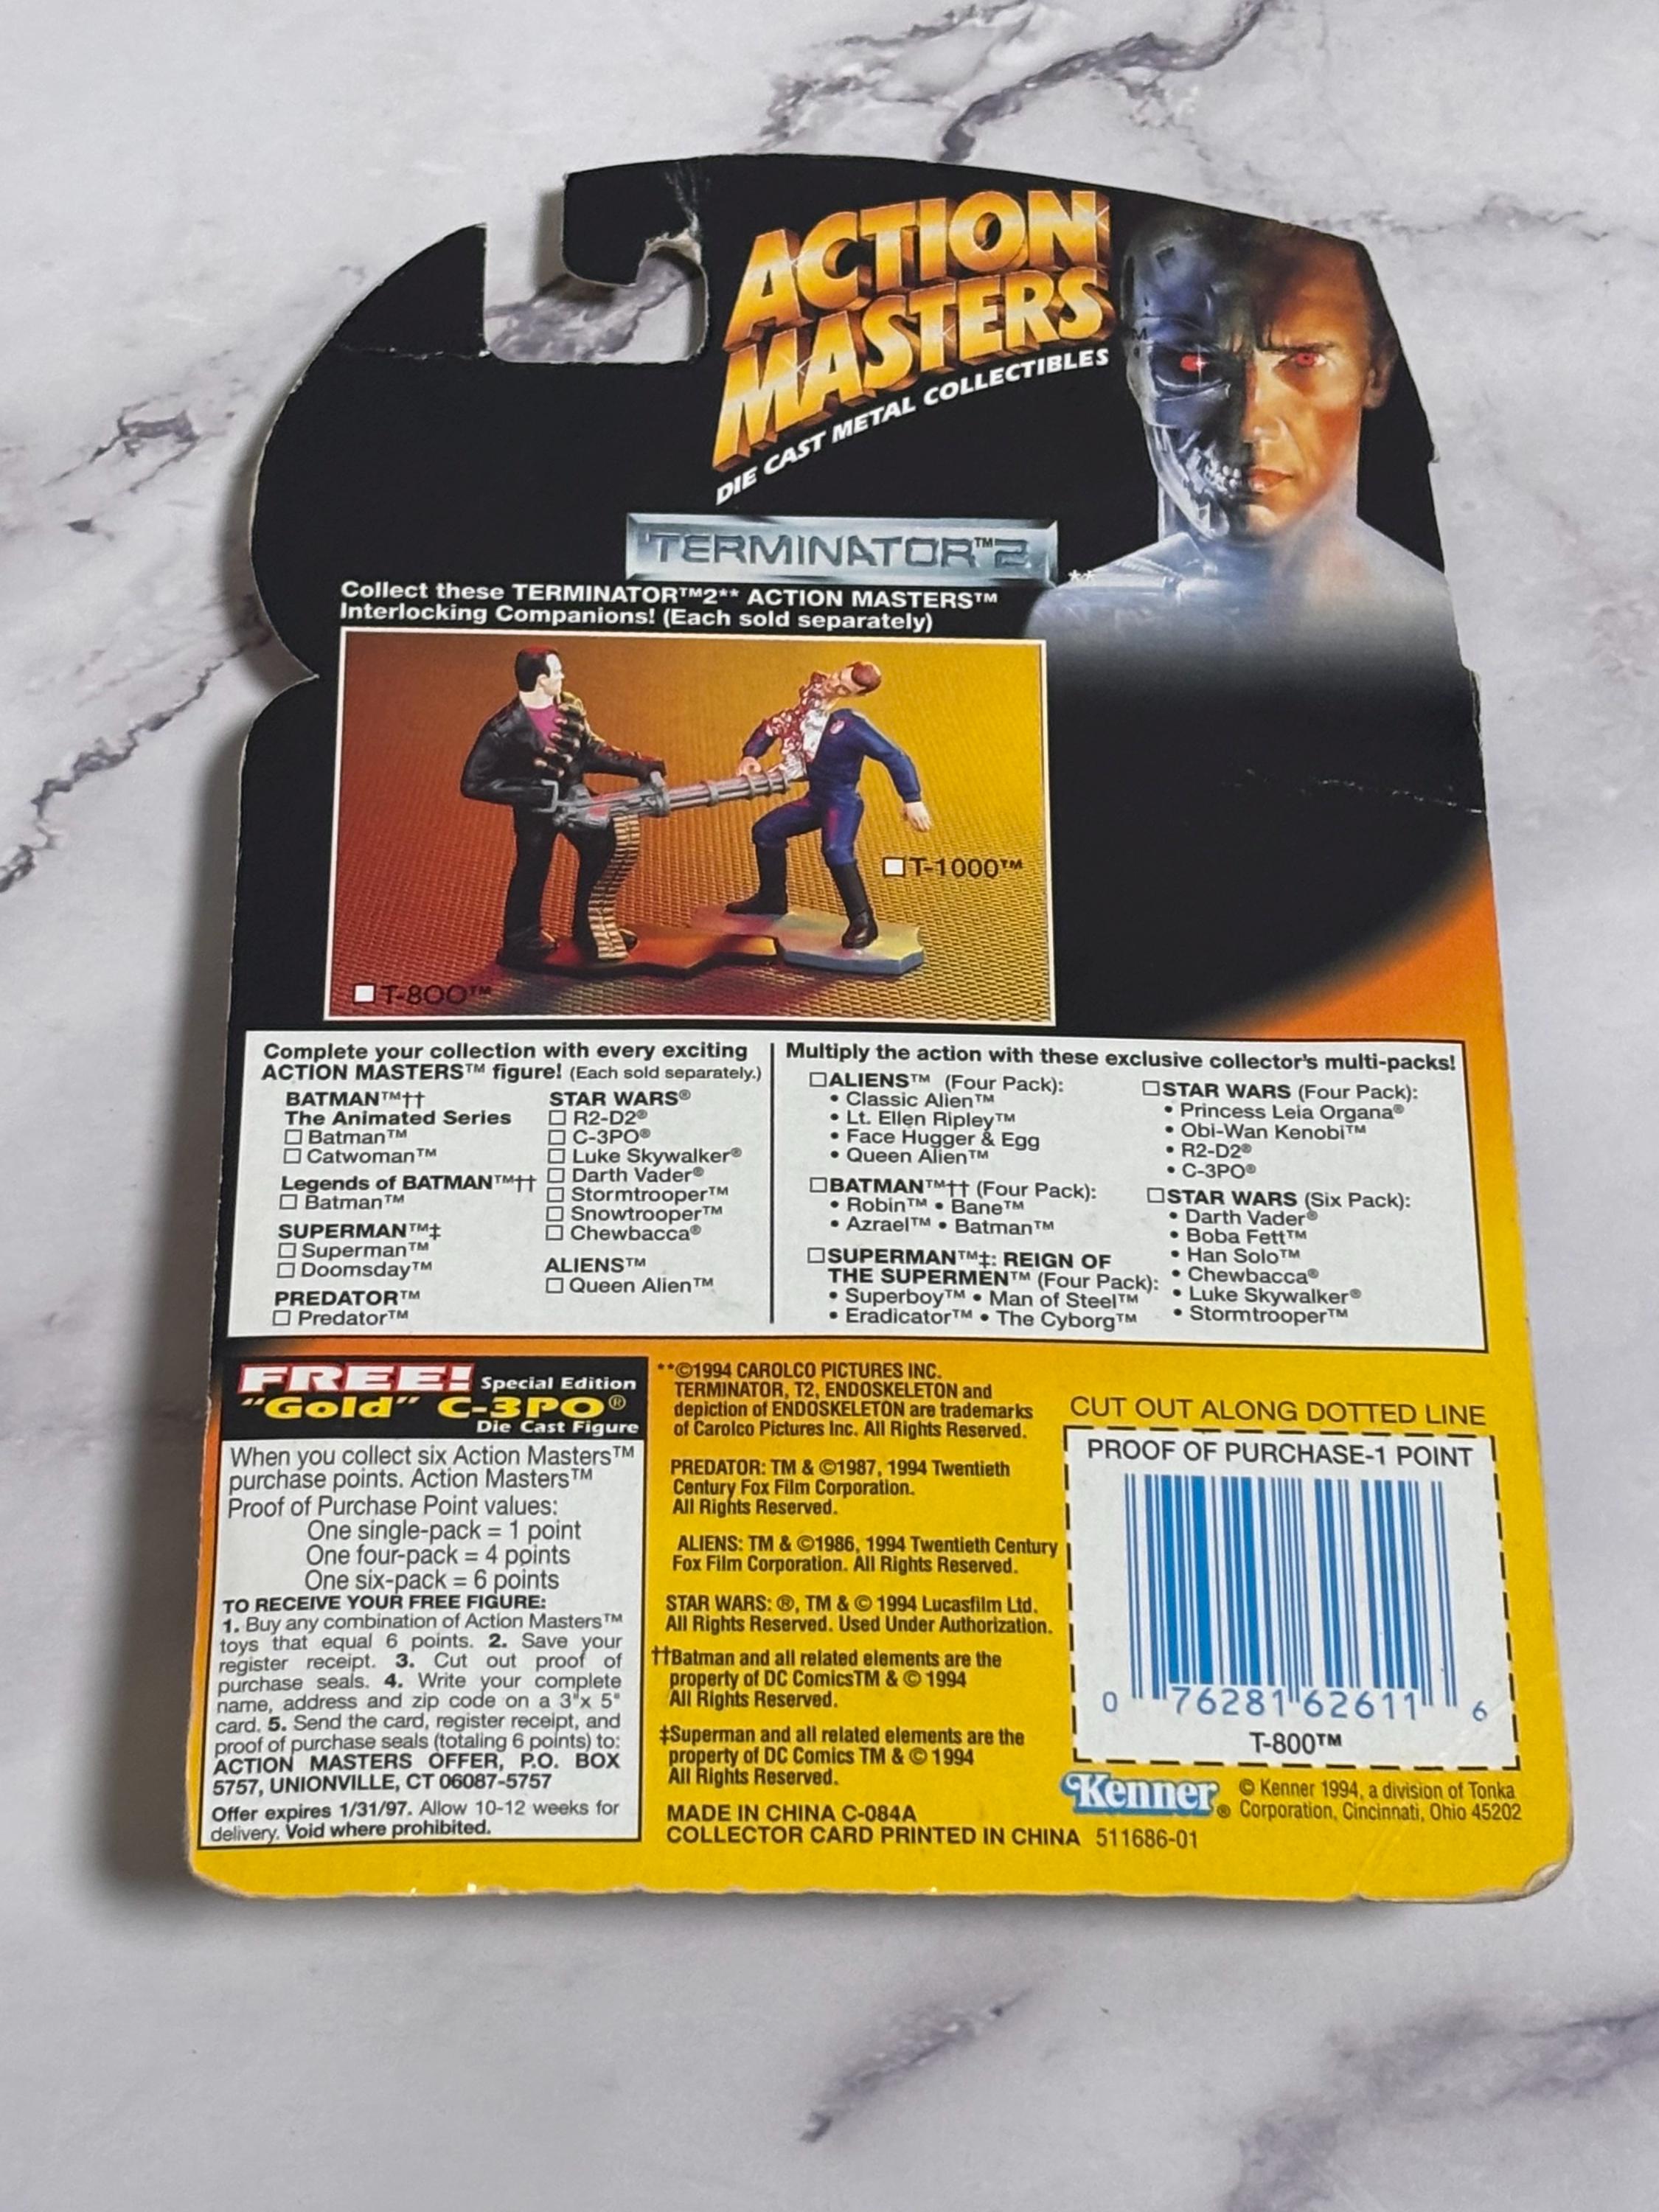 ACTION
MASTERS™
DIE CAST METAL COLLECTIBLES
TERMINATOR™2
**
Collect these TERMINATOR™2** ACTION MASTERS™
Interlocking Companions! (Each sold separately)
☐ T-1000™
☐ T-800™
Complete your collection with every exciting
ACTION MASTERS™ figure! (Each sold separately.)
BATMAN™††
The Animated Series
☐ Batman™
☐ Catwoman™
Legends of BATMAN™††
☐ Batman™
SUPERMAN™‡
☐ Superman™
☐ Doomsday™
PREDATOR™
☐ Predator™
STAR WARS®
☐ R2-D2®
☐ C-3PO®
☐ Luke Skywalker®
☐ Darth Vader®
☐ Stormtrooper™
☐ Snowtrooper™
☐ Chewbacca®
ALIENS™
☐ Queen Alien™
Multiply the action with these exclusive collector's multi-packs!
☐ALIENS™ (Four Pack):
• Classic Alien™
• Lt. Ellen Ripley™
• Face Hugger & Egg
• Queen Alien™
☐BATMAN™†† (Four Pack):
• Robin™ • Bane™
• Azrael™ • Batman™
☐SUPERMAN™‡: REIGN OF
THE SUPERMEN™ (Four Pack):
• Superboy™ • Man of Steel™
• Eradicator™ • The Cyborg™
☐STAR WARS (Four Pack):
• Princess Leia Organa®
• Obi-Wan Kenobi™
• R2-D2®
• C-3PO®
☐STAR WARS (Six Pack):
• Darth Vader®
• Boba Fett™
• Han Solo™
• Chewbacca®
• Luke Skywalker®
• Stormtrooper™
FREE! Special Edition
"Gold" C-3PO®
Die Cast Figure
When you collect six Action Masters™
purchase points. Action Masters™
Proof of Purchase Point values:
One single-pack = 1 point
One four-pack = 4 points
One six-pack = 6 points
TO RECEIVE YOUR FREE FIGURE:
1. Buy any combination of Action Masters™
toys that equal 6 points. 2. Save your
register receipt. 3. Cut out proof of
purchase seals. 4. Write your complete
name, address and zip code on a 3"x 5"
card. 5. Send the card, register receipt, and
proof of purchase seals (totaling 6 points) to:
ACTION MASTERS OFFER, P.O. BOX
5757, UNIONVILLE, CT 06087-5757
Offer expires 1/31/97. Allow 10-12 weeks for
delivery. Void where prohibited.
**©1994 CAROLCO PICTURES INC.
TERMINATOR, T2, ENDOSKELETON and
depiction of ENDOSKELETON are trademarks
of Carolco Pictures Inc. All Rights Reserved.
PREDATOR: TM & ©1987, 1994 Twentieth
Century Fox Film Corporation.
All Rights Reserved.
ALIENS: TM & ©1986, 1994 Twentieth Century
Fox Film Corporation. All Rights Reserved.
STAR WARS: ®, TM & © 1994 Lucasfilm Ltd.
All Rights Reserved. Used Under Authorization.
††Batman and all related elements are the
property of DC ComicsTM & © 1994
All Rights Reserved.
‡Superman and all related elements are the
property of DC Comics TM & © 1994
All Rights Reserved.
MADE IN CHINA C-084A
COLLECTOR CARD PRINTED IN CHINA 511686-01
CUT OUT ALONG DOTTED LINE
PROOF OF PURCHASE-1 POINT
0 76281 62611 6
T-800™
Kenner®
© Kenner 1994, a division of Tonka
Corporation, Cincinnati, Ohio 45202